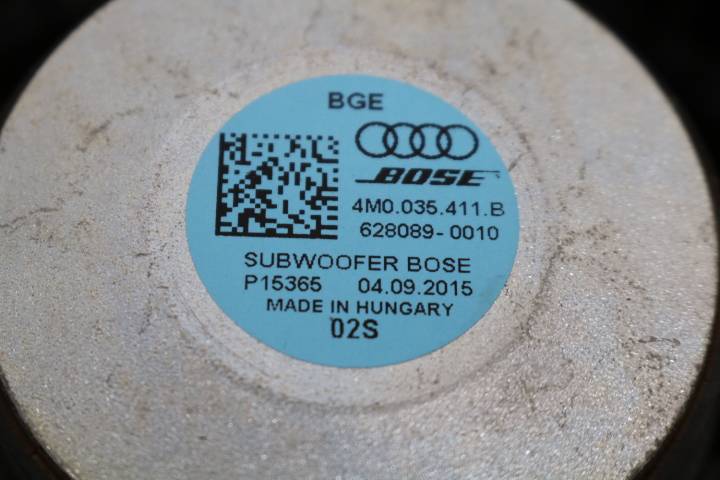 BGE
BOSE
4M0.035.411.B
628089-0010
SUBWOOFER BOSE
P15365 04.09.2015
MADE IN HUNGARY
02S